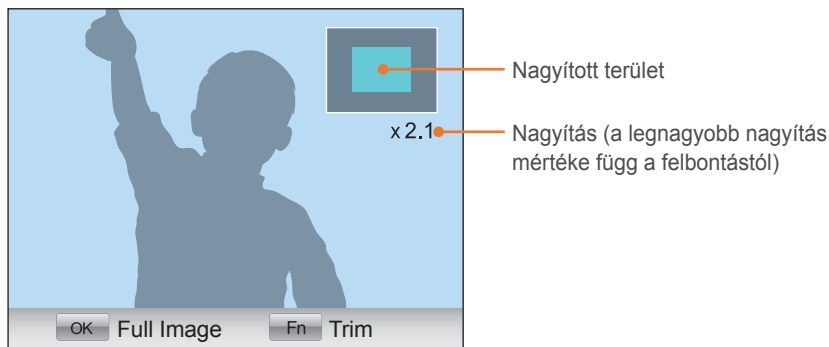 Nagyított terület
x 2.1
Nagyítás (a legnagyobb nagyítás
mértéke függ a felbontástól)
OK Full Image Fn Trim